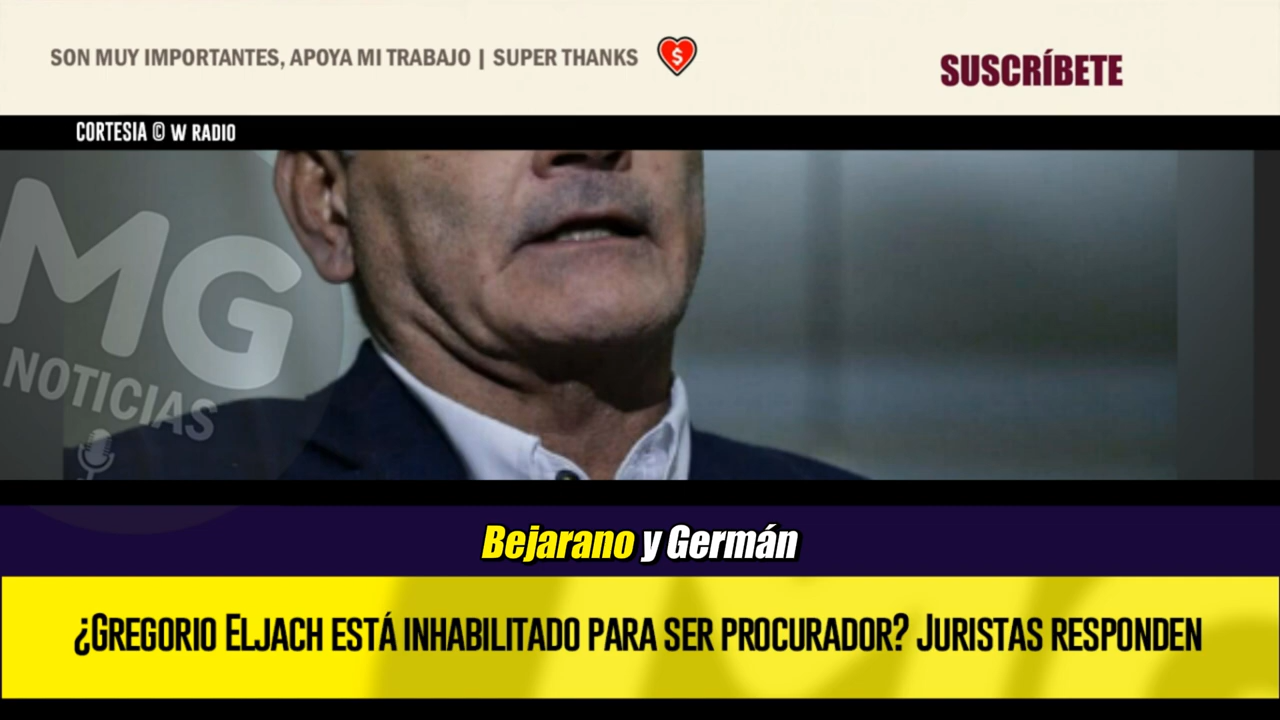 SON MUY IMPORTANTES, APOYA MI TRABAJO | SUPER THANKS $
SUSCRÍBETE
CORTESIA © W RADIO
MG
NOTICIAS
Bejarano y Germán
¿GREGORIO ELJACH ESTÁ INHABILITADO PARA SER PROCURADOR? JURISTAS RESPONDEN